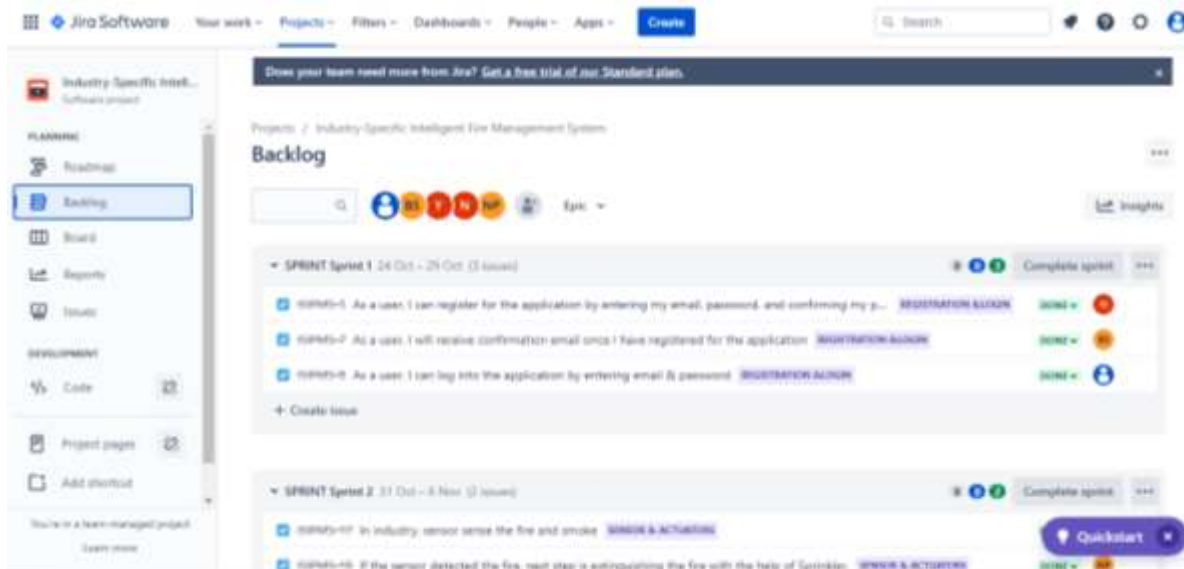 Jira Software Your work Projects Filters Dashboards People Apps Create Search
Does your team need more from Jira? Get a free trial of our Standard plan.
Industry-Specific Intell...
Software project
PLANNING
Roadmap
Backlog
Board
Reports
Issues
DEVELOPMENT
Code
Project pages
Add shortcut
You're in a team-managed project
Learn more
Projects / Industry-Specific Intelligent Fire Management System
Backlog
BS Y N NP Epic Insights
SPRINT Sprint 1 24 Oct – 29 Oct (3 issues) Complete sprint
As a user, I can register for the application by entering my email, password, and confirming my p... REGISTRATION &LOGIN DONE
As a user, I will receive confirmation email once I have registered for the application REGISTRATION &LOGIN DONE BS
As a user, I can log into the application by entering email & password REGISTRATION &LOGIN DONE
+ Create issue
SPRINT Sprint 2 31 Oct – Nov issues) Complete sprint
In industry, sensor sense the fire and smoke SENSOR & ACTUATORS
If the sensor detected the fire, next step is extinguishing the fire with the help of Sprinkler. SENSOR & ACTUATORS DONE NP
Quickstart